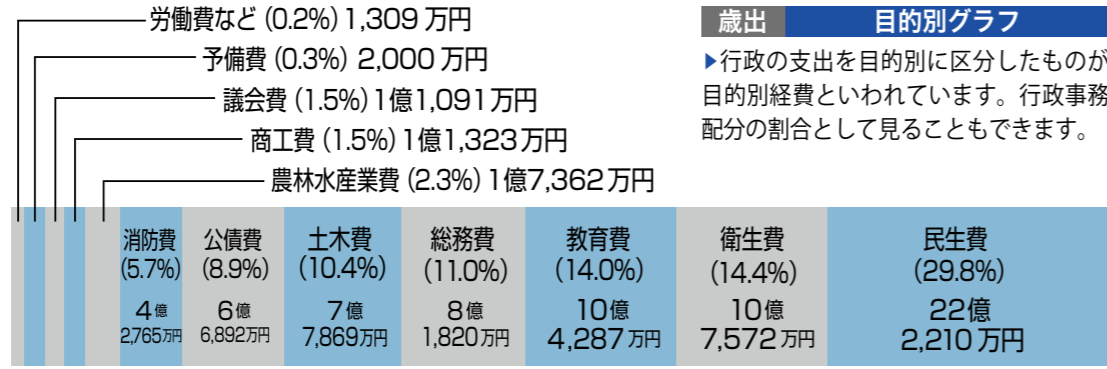 労働費など (0.2%) 1,309 万円
予備費 (0.3%) 2,000 万円
議会費 (1.5%) 1億1,091万円
商工費 (1.5%) 1億1,323万円
農林水産業費 (2.3%) 1億7,362万円
歳出 目的別グラフ
▶行政の支出を目的別に区分したものが
目的別経費といわれています。行政事務
配分の割合として見ることもできます。
消防費
(5.7%)
4億
2,765万円
公債費
(8.9%)
6億
6,892万円
土木費
(10.4%)
7億
7,869万円
総務費
(11.0%)
8億
1,820万円
教育費
(14.0%)
10億
4,287万円
衛生費
(14.4%)
10億
7,572万円
民生費
(29.8%)
22億
2,210万円